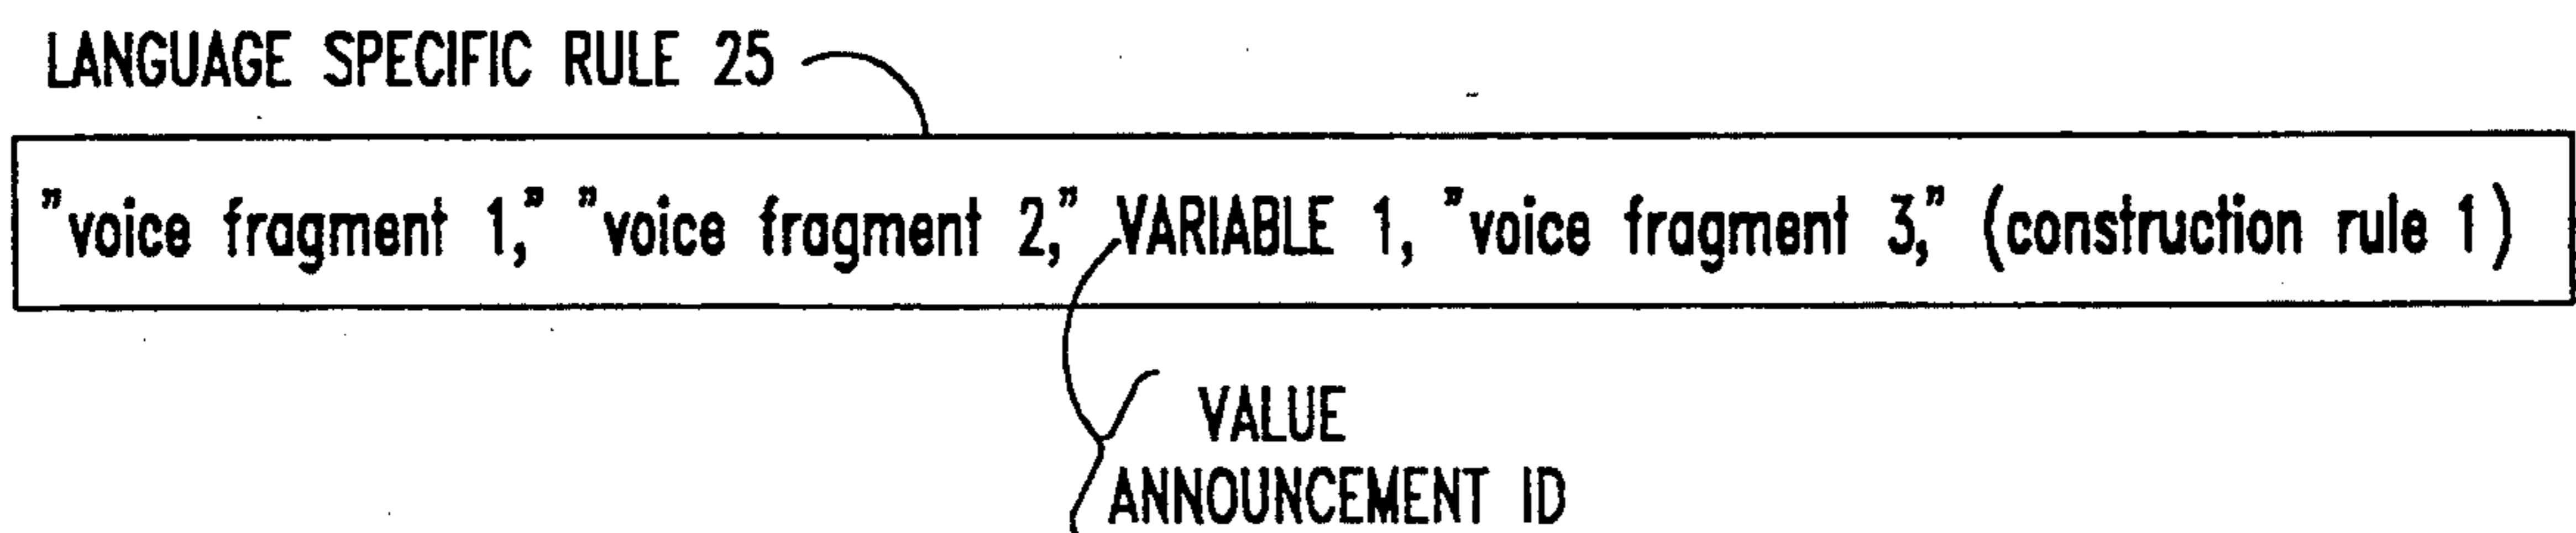 LANGUAGE SPECIFIC RULE 25
"voice fragment 1," "voice fragment 2," VARIABLE 1, "voice fragment 3," (construction rule 1)
VALUE
ANNOUNCEMENT ID